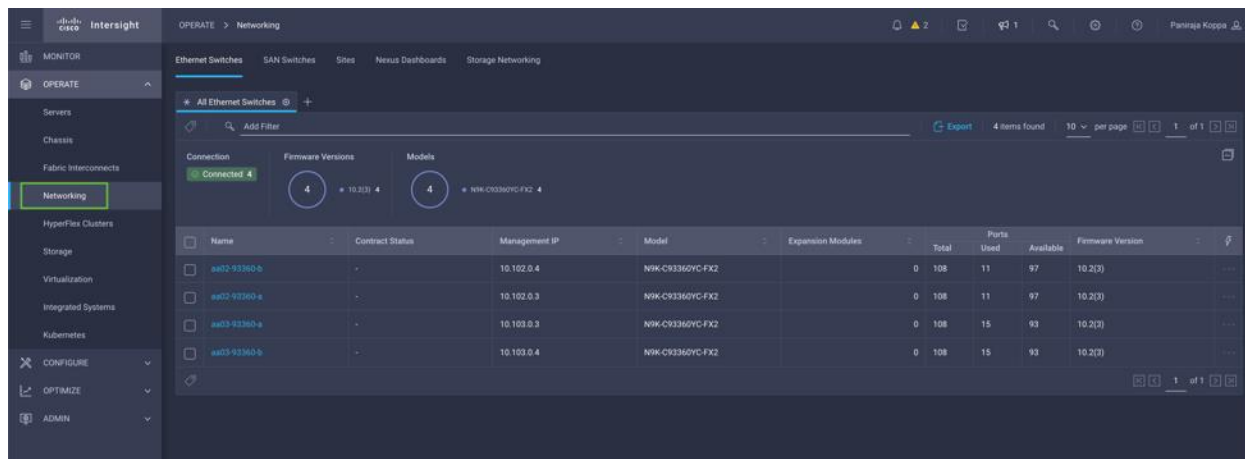 CISCO Intersight
OPERATE > Networking
2
1
Paniraja Koppa
MONITOR
OPERATE
Servers
Chassis
Fabric Interconnects
Networking
HyperFlex Clusters
Storage
Virtualization
Integrated Systems
Kubernetes
CONFIGURE
OPTIMIZE
ADMIN
Ethernet Switches SAN Switches Sites Nexus Dashboards Storage Networking
All Ethernet Switches +
Add Filter
Export 4 items found 10 per page 1 of 1
Connection Firmware Versions Models
Connected 4
4 10.2(3) 4
4 N9K-C93360YC-FX2 4
Name Contract Status Management IP Model Expansion Modules Ports Firmware Version
Total Used Available
aa02-93360-b - 10.102.0.4 N9K-C93360YC-FX2 0 108 11 97 10.2(3) ...
aa02-93360-a - 10.102.0.3 N9K-C93360YC-FX2 0 108 11 97 10.2(3) ...
aa03-93360-a - 10.103.0.3 N9K-C93360YC-FX2 0 108 15 93 10.2(3) ...
aa03-93360-b - 10.103.0.4 N9K-C93360YC-FX2 0 108 15 93 10.2(3) ...
1 of 1